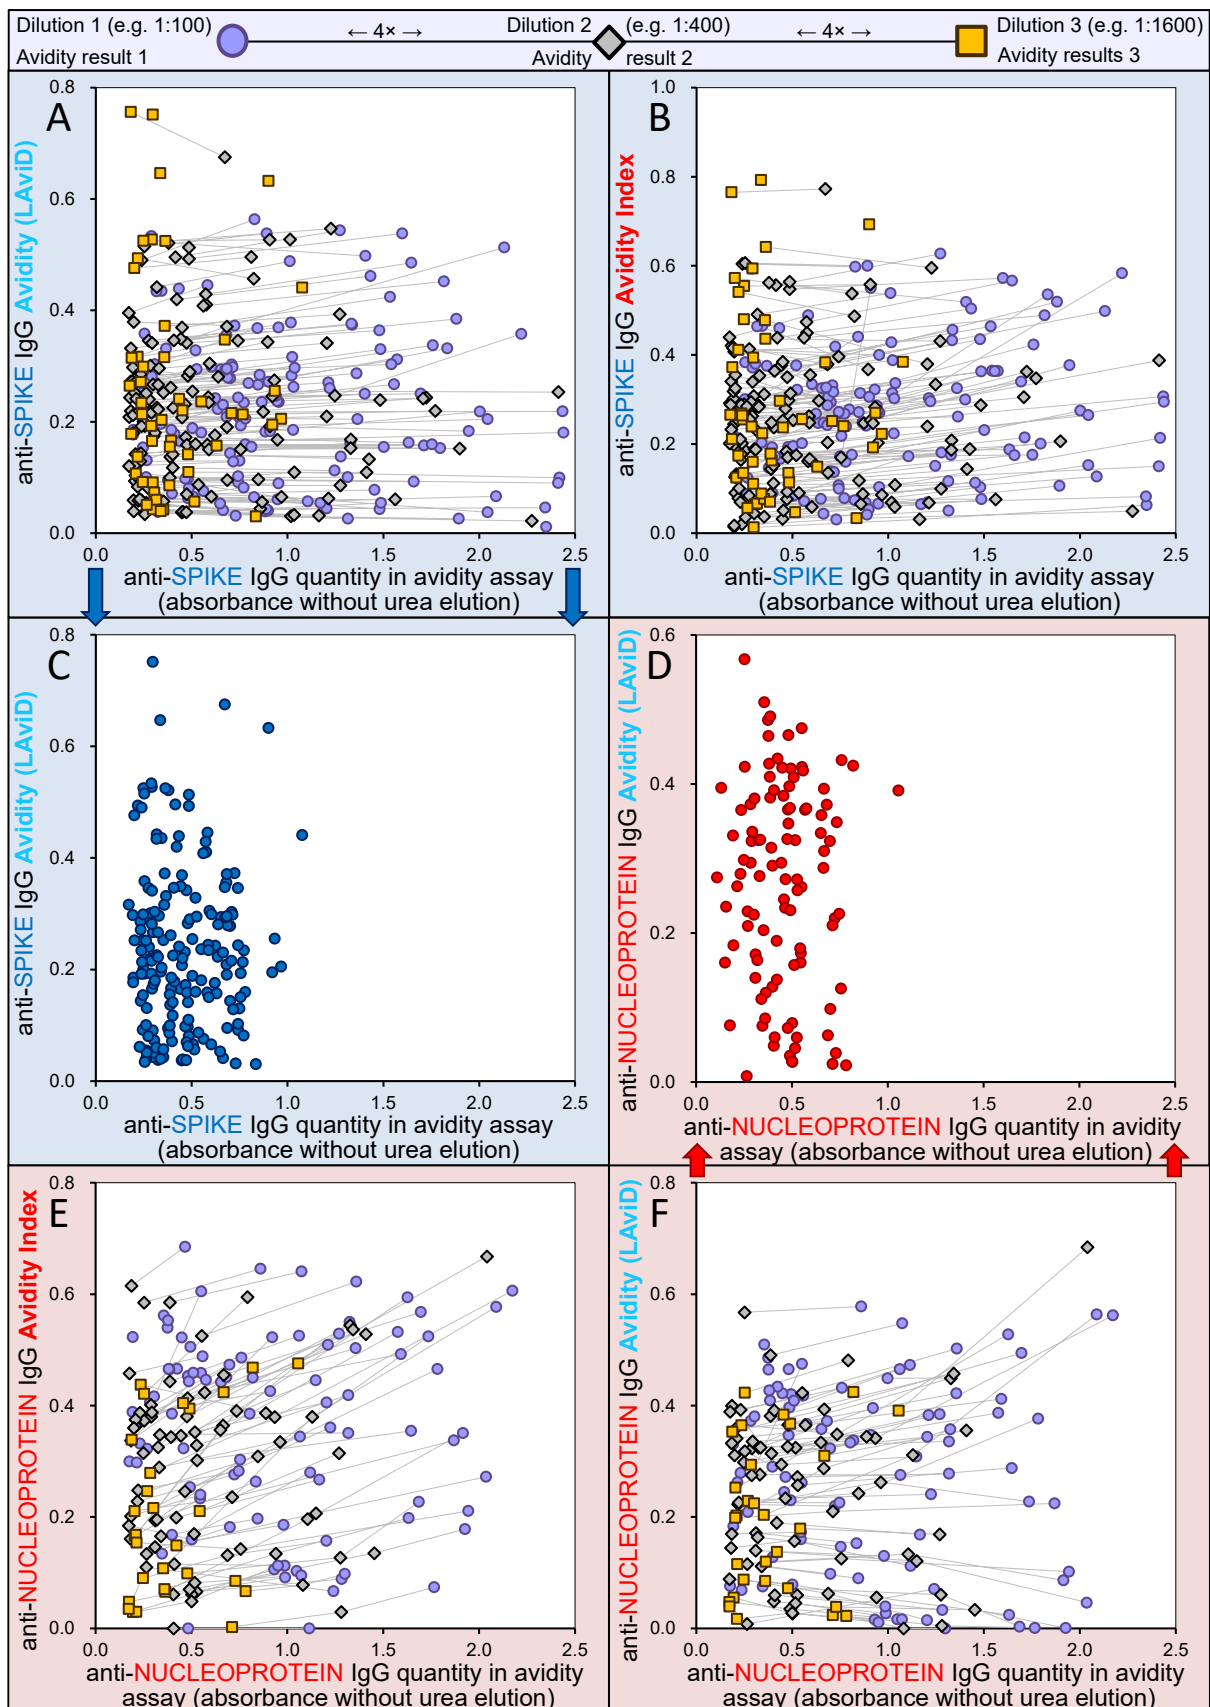 Dilution 1 (e.g. 1:100) ← 4× → Dilution 2 (e.g. 1:400) ← 4× → Dilution 3 (e.g. 1:1600)
Avidity result 1 Avidity result 2 Avidity results 3
A
anti-SPIKE IgG Avidity (LAviD)
0.8
0.6
0.4
0.2
0.0
0.0 0.5 1.0 1.5 2.0 2.5
anti-SPIKE IgG quantity in avidity assay
(absorbance without urea elution)
B
anti-SPIKE IgG Avidity Index
1.0
0.8
0.6
0.4
0.2
0.0
0.0 0.5 1.0 1.5 2.0 2.5
anti-SPIKE IgG quantity in avidity assay
(absorbance without urea elution)
C
anti-SPIKE IgG Avidity (LAviD)
0.8
0.6
0.4
0.2
0.0
0.0 0.5 1.0 1.5 2.0 2.5
anti-SPIKE IgG quantity in avidity assay
(absorbance without urea elution)
D
anti-NUCLEOPROTEIN IgG Avidity (LAviD)
0.6
0.4
0.2
0.0
0.0 0.5 1.0 1.5 2.0 2.5
anti-NUCLEOPROTEIN IgG quantity in avidity
assay (absorbance without urea elution)
E
anti-NUCLEOPROTEIN IgG Avidity Index
0.8
0.6
0.4
0.2
0.0
0.0 0.5 1.0 1.5 2.0 2.5
anti-NUCLEOPROTEIN IgG quantity in avidity
assay (absorbance without urea elution)
F
anti-NUCLEOPROTEIN IgG Avidity (LAviD)
0.8
0.6
0.4
0.2
0.0
0.0 0.5 1.0 1.5 2.0 2.5
anti-NUCLEOPROTEIN IgG quantity in avidity
assay (absorbance without urea elution)